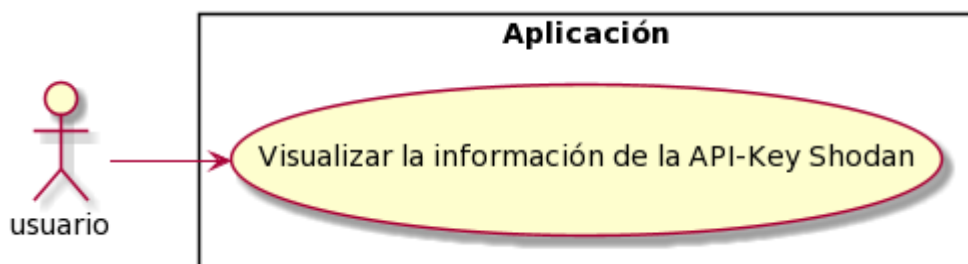 Aplicación
Visualizar la información de la API-Key Shodan
usuario